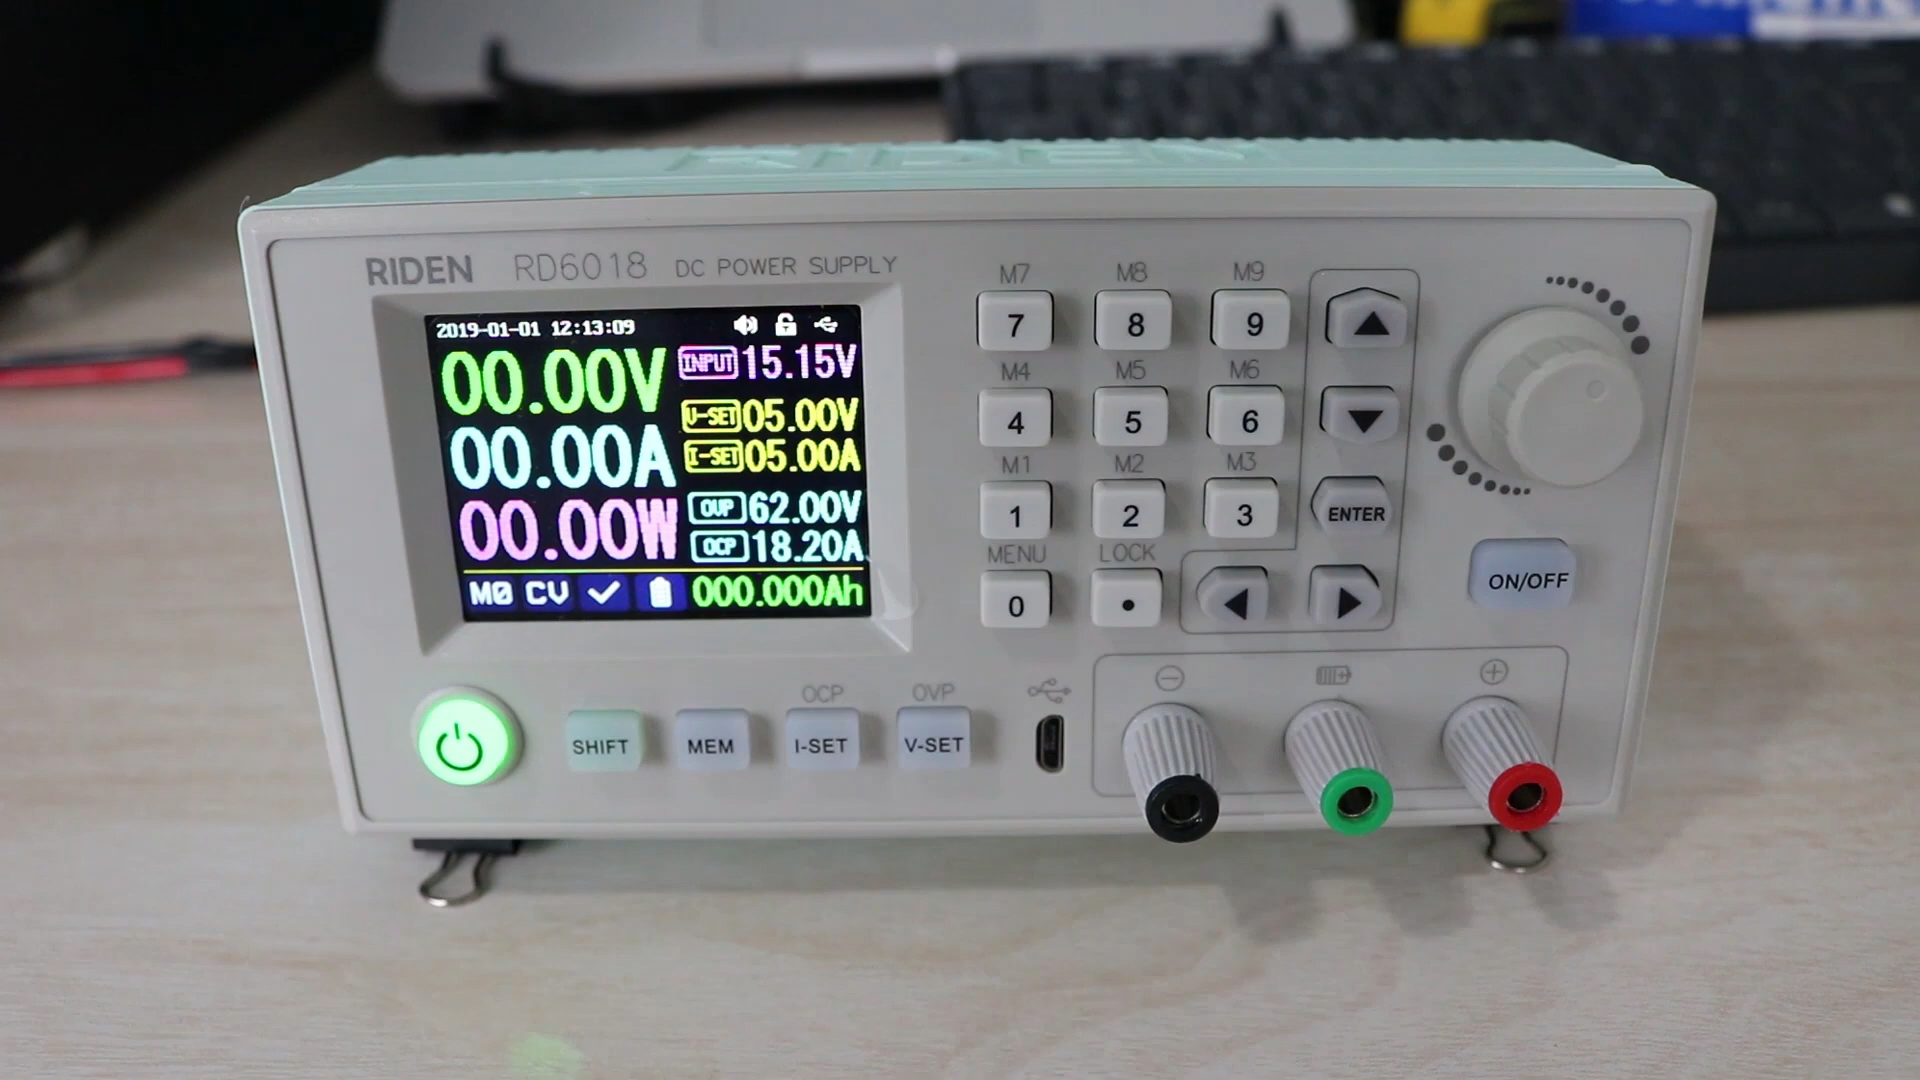 RIDEN
RIDEN RD6018 DC POWER SUPPLY
2019-01-01 12:13:09
00.00V
00.00A
00.00W
INPUT 15.15V
V-SET 05.00V
I-SET 05.00A
OVP 62.00V
OCP 18.20A
M0 CV 000.000Ah
M7 M8 M9
7 8 9
M4 M5 M6
4 5 6
M1 M2 M3
1 2 3
ENTER
MENU LOCK
0 •
ON/OFF
OCP OVP
SHIFT MEM I-SET V-SET